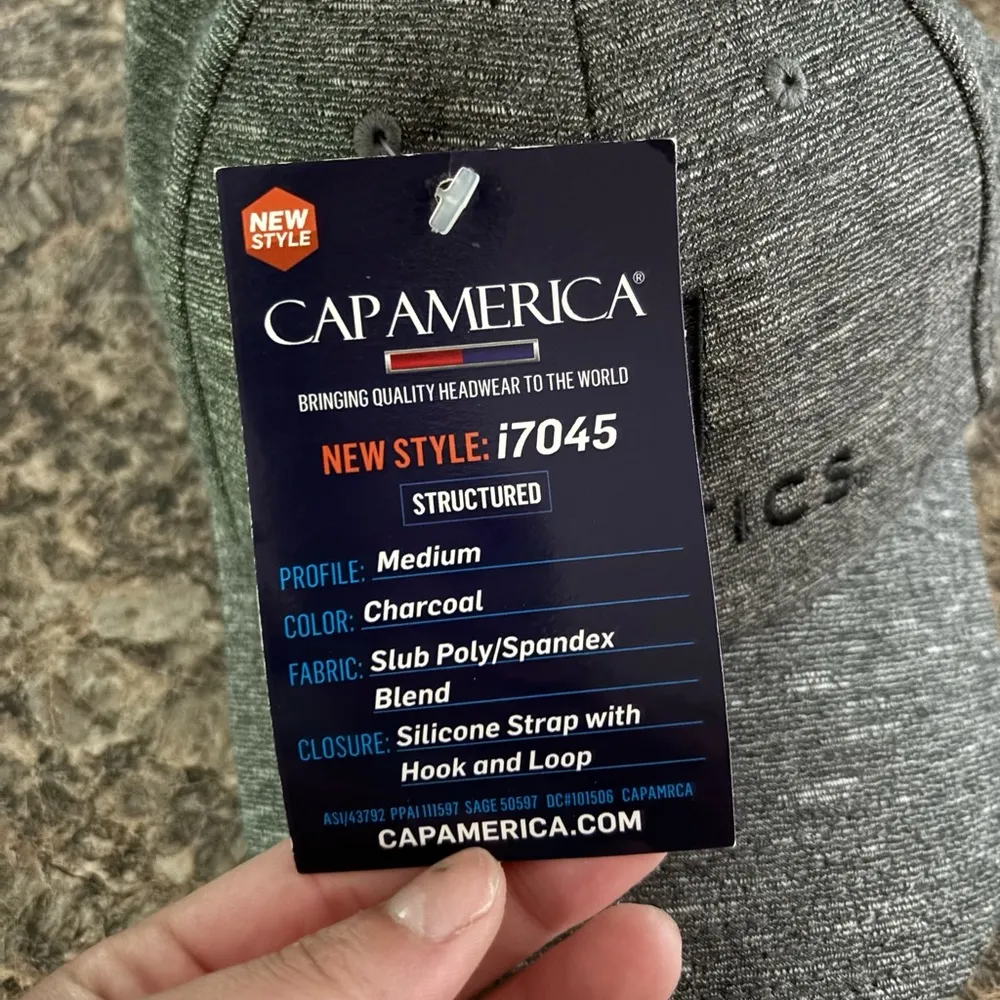 NEW
STYLE
CAP AMERICA®
BRINGING QUALITY HEADWEAR TO THE WORLD
NEW STYLE: i7045
STRUCTURED
PROFILE: Medium
COLOR: Charcoal
FABRIC: Slub Poly/Spandex
Blend
CLOSURE: Silicone Strap with
Hook and Loop
ASI/43792 PPAI 111597 SAGE 50597 DC#101506 CAPAMRCA
CAPAMERICA.COM
ICS